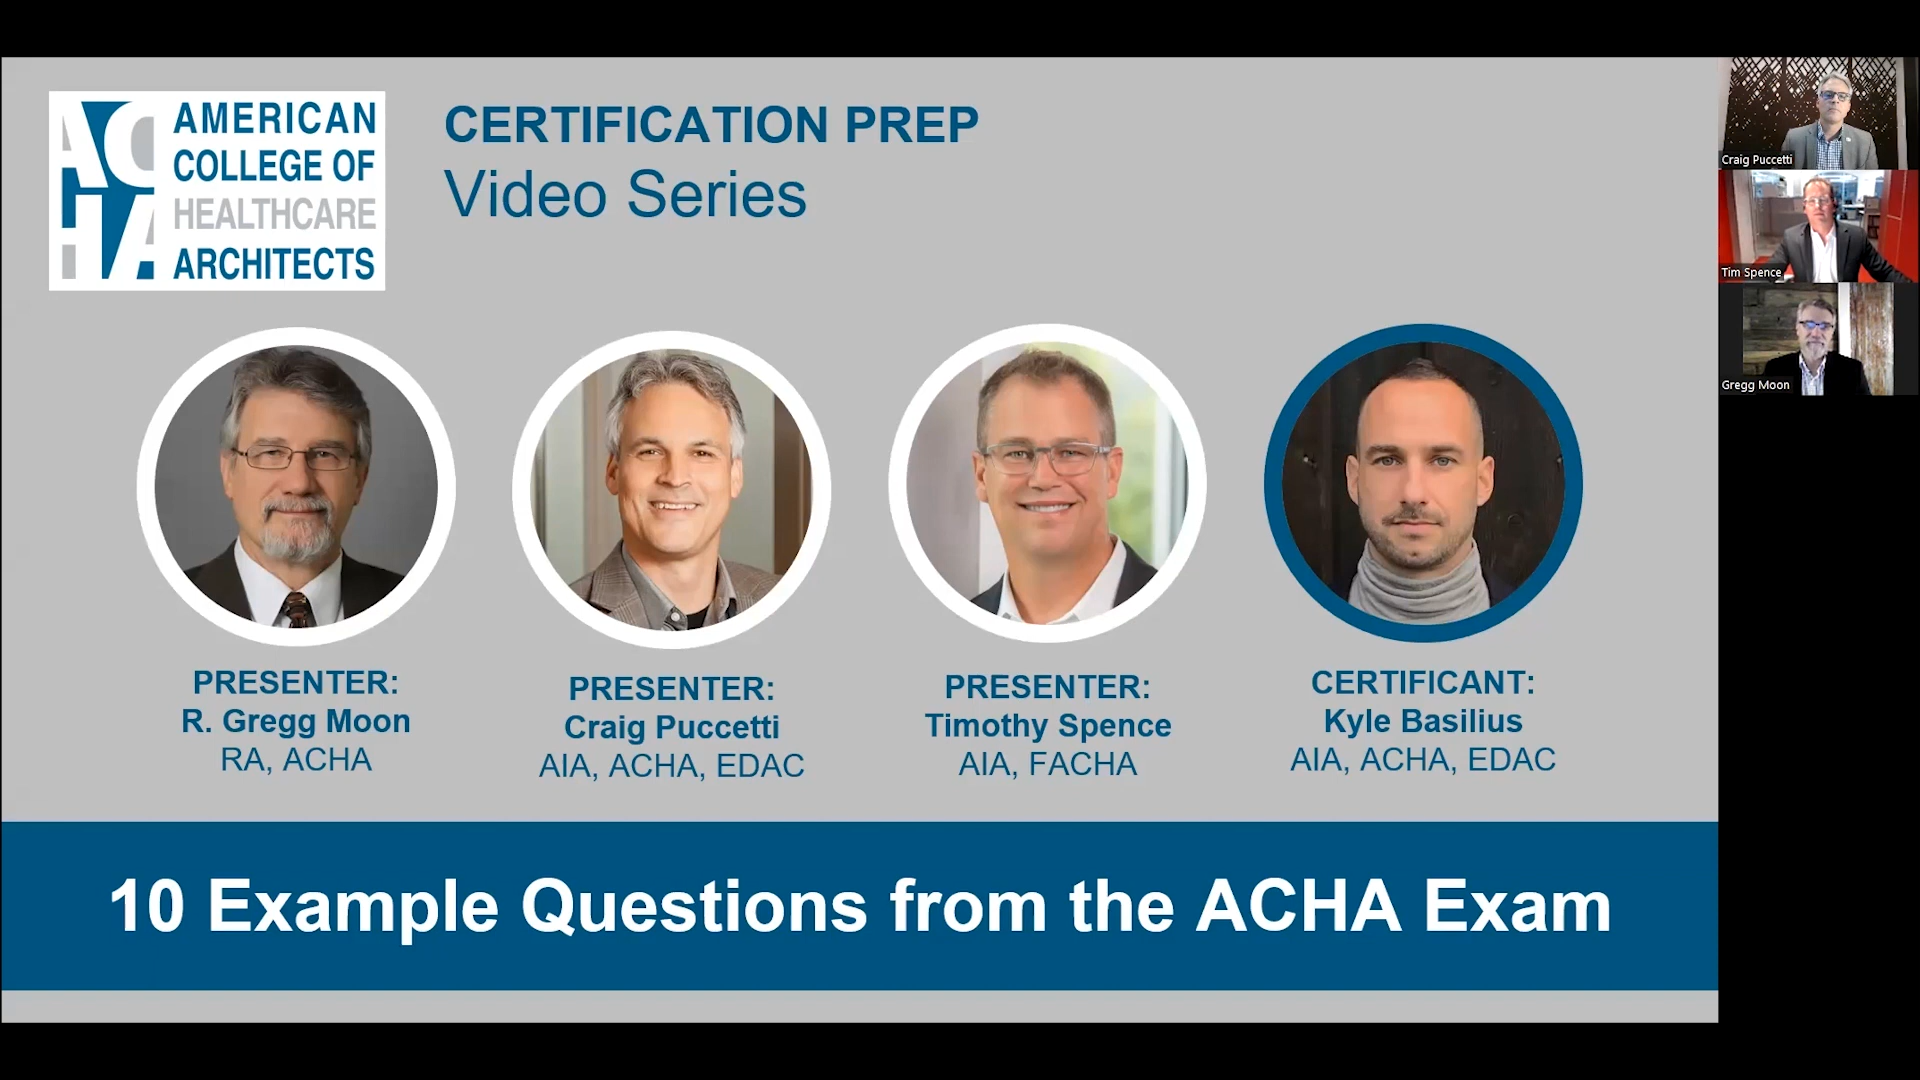 AC
HA
AMERICAN
COLLEGE OF
HEALTHCARE
ARCHITECTS
CERTIFICATION PREP
Video Series
PRESENTER:
R. Gregg Moon
RA, ACHA
PRESENTER:
Craig Puccetti
AIA, ACHA, EDAC
PRESENTER:
Timothy Spence
AIA, FACHA
CERTIFICANT:
Kyle Basilius
AIA, ACHA, EDAC
10 Example Questions from the ACHA Exam
Craig Puccetti
Tim Spence
Gregg Moon